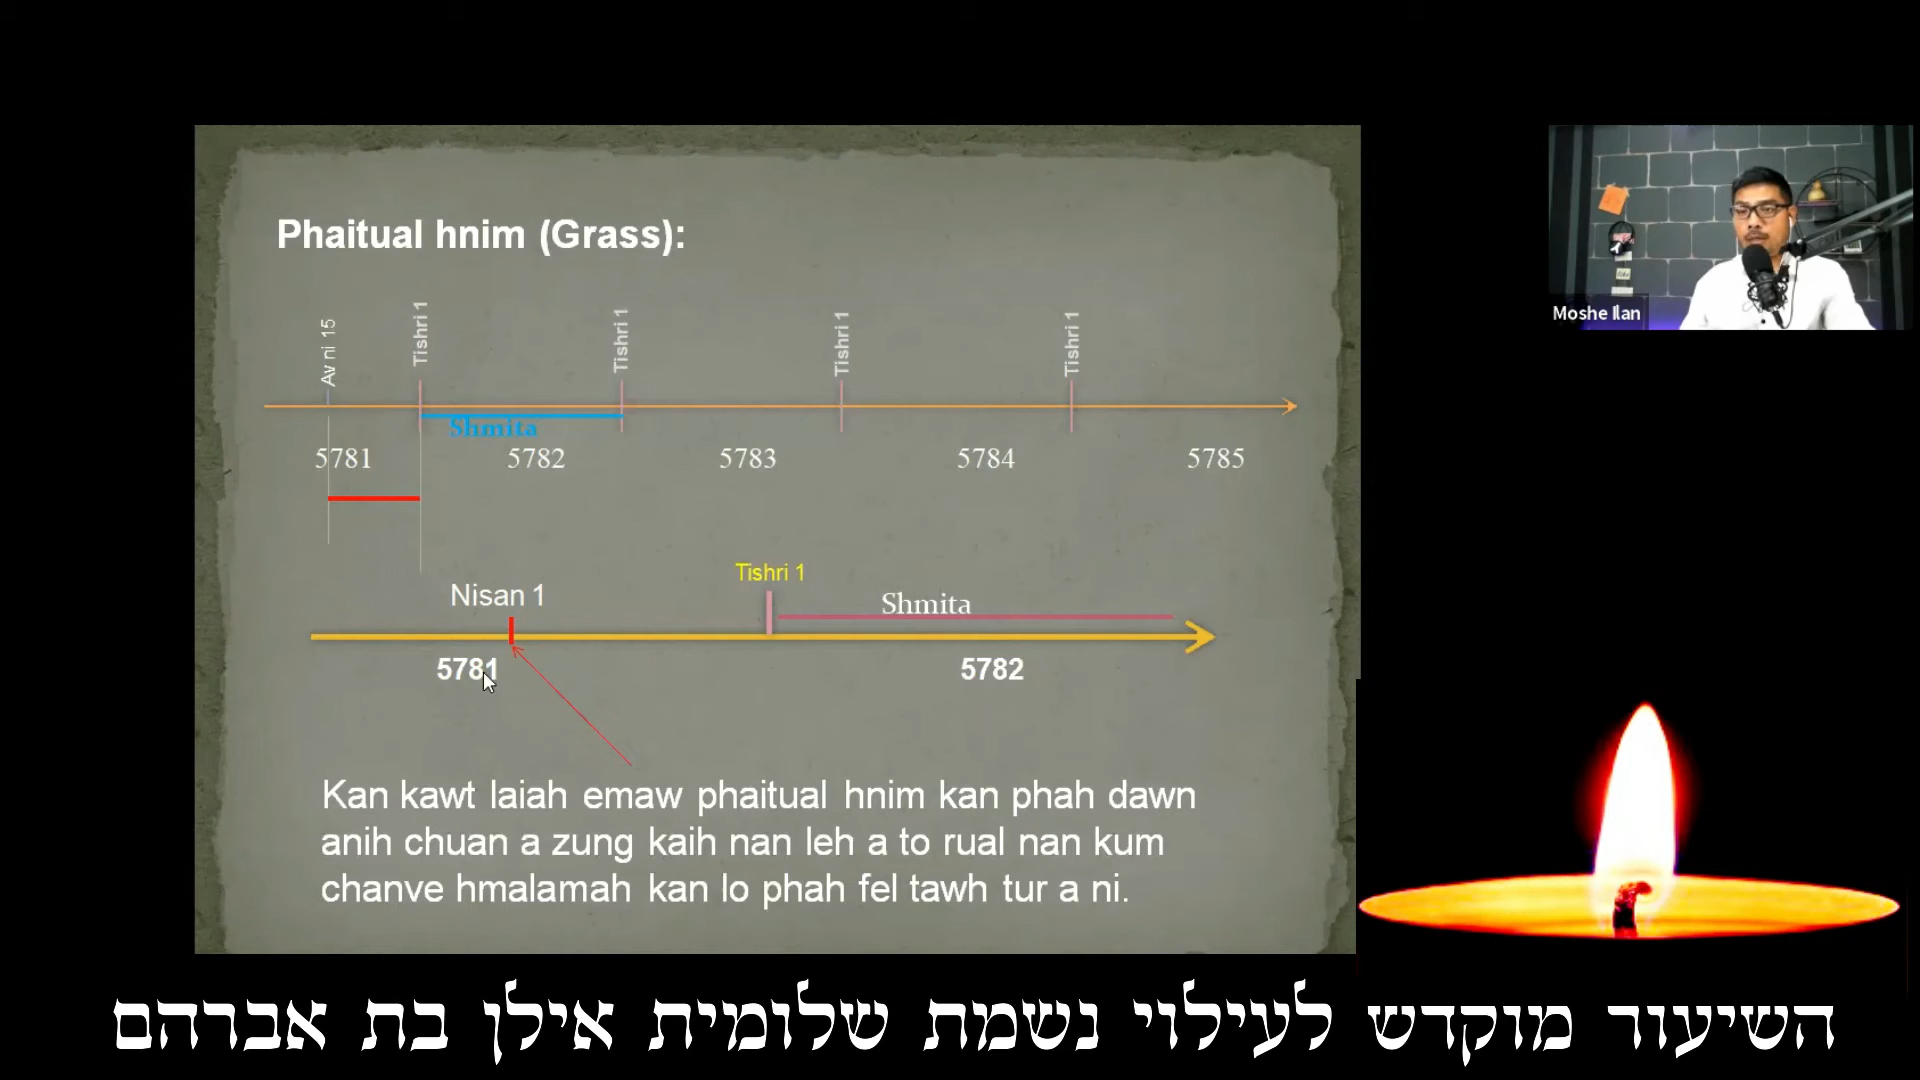 Phaitual hnim (Grass):
Av ni 15
Tishri 1
Tishri 1
Tishri 1
Tishri 1
Shmita
5781
5782
5783
5784
5785
Nisan 1
Tishri 1
Shmita
5781
5782
Kan kawt laiah emaw phaitual hnim kan phah dawn
anih chuan a zung kaih nan leh a to rual nan kum
chanve hmalamah kan lo phah fel tawh tur a ni.
Moshe Ilan
השיעור מוקדש לעילוי נשמת שלומית אילן בת אברהם